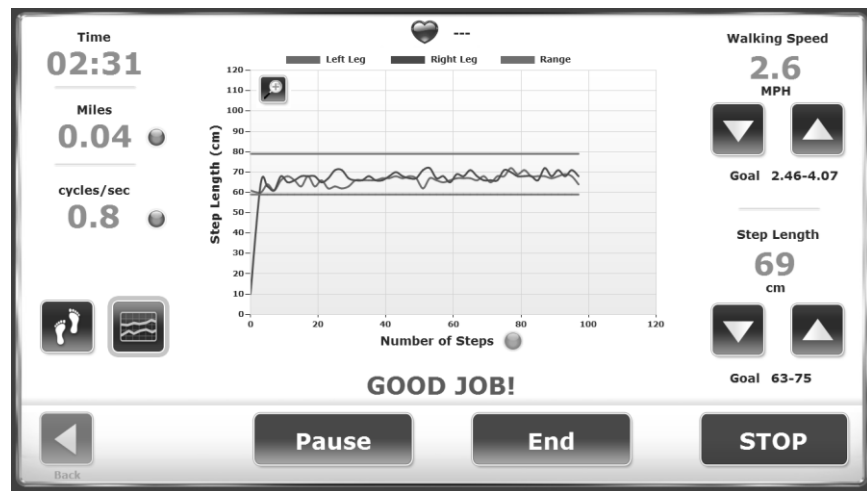 ---
Time
02:31
Miles
0.04
cycles/sec
0.8
Left Leg Right Leg Range
Step Length (cm)
120
110
100
90
80
70
60
50
40
30
20
10
0
0 20 40 60 80 100 120
Number of Steps
GOOD JOB!
Walking Speed
2.6
MPH
Goal 2.46-4.07
Step Length
69
cm
Goal 63-75
Back
Pause
End
STOP